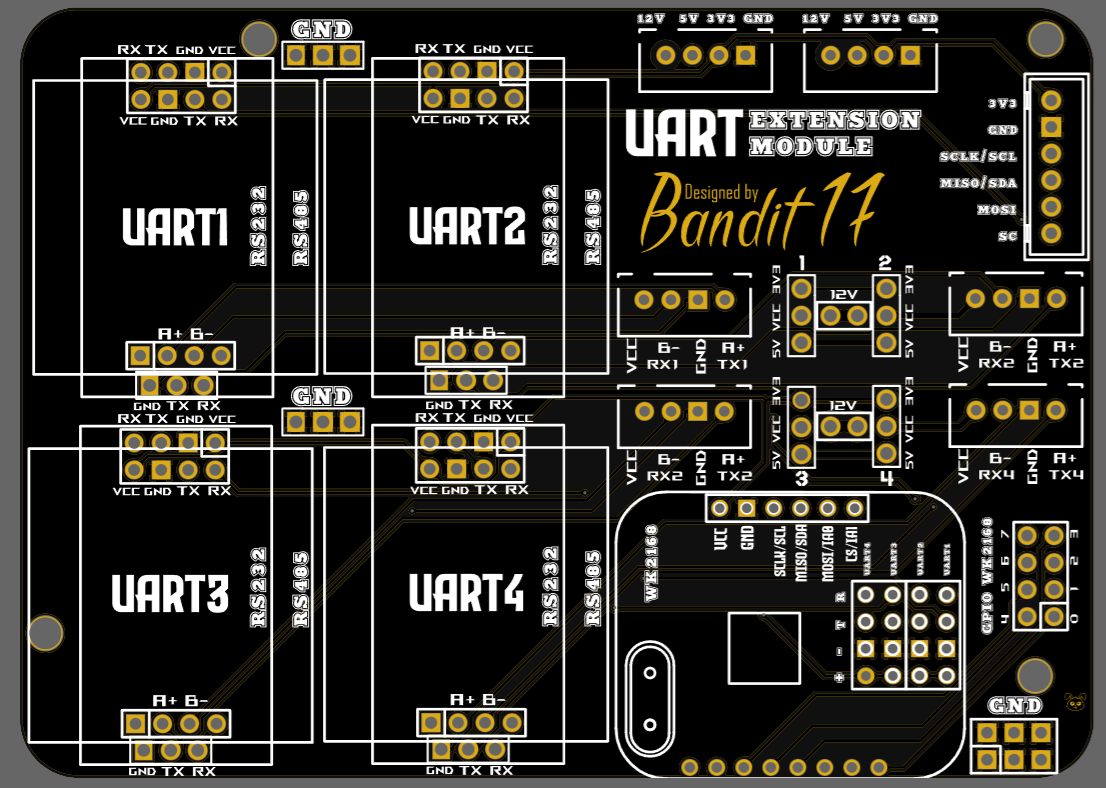 GND
12V 5V 3V3 GND
12V 5V 3V3 GND
RX TX GND VCC
RX TX GND VCC
VCC GND TX RX
VCC GND TX RX
UART EXTENSION MODULE
Designed by
Bandit 17
3V3
GND
SCLK/SCL
MISO/SDA
MOSI
SC
UART1
RS232
RS485
UART2
RS232
RS485
A+ B-
A+ B-
GND TX RX
GND TX RX
1
2
3V3
VCC
5V
12V
3V3
VCC
5V
VCC
B-
RX1
GND
A+
TX1
VCC
B-
RX2
GND
A+
TX2
3V3
VCC
5V
12V
3V3
VCC
5V
3
4
VCC
B-
RX2
GND
A+
TX2
VCC
B-
RX4
GND
A+
TX4
GND
RX TX GND VCC
RX TX GND VCC
VCC GND TX RX
VCC GND TX RX
UART3
RS232
RS485
UART4
RS232
RS485
A+ B-
A+ B-
GND TX RX
GND TX RX
WK2168
VCC
GND
SCLK/SCL
MISO/SDA
MOSI/IA0
CS/IA1
UART4
UART3
UART2
UART1
R
T
-
+
GPIO WK2168
7 3
6 2
5 1
4 0
GND